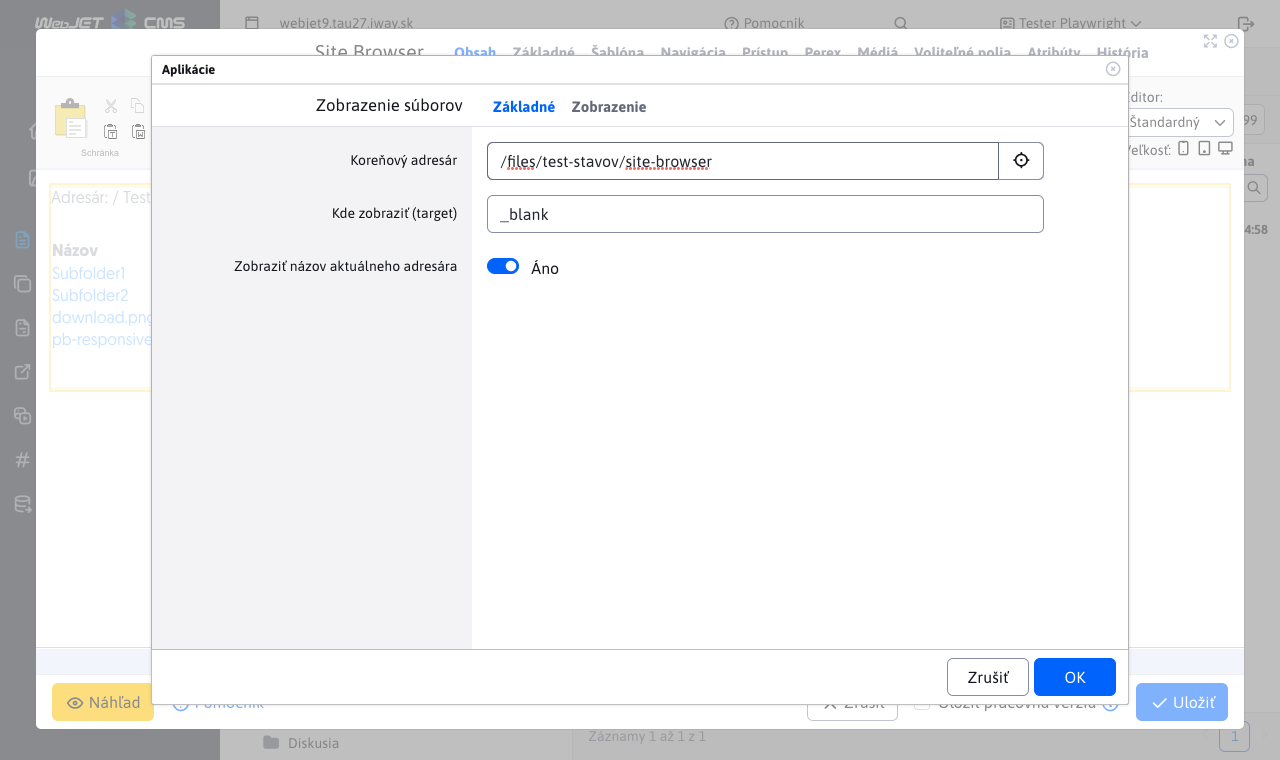 WebJET CMS
webjet9.tau27.iway.sk
Pomocník
Tester Playwright
Site Browser
Obsah Základné Šablóna Navigácia Prístup Perex Médiá Voliteľné polia Atribúty História
Aplikácie
Zobrazenie súborov
Základné Zobrazenie
Schránka
Editor:
Štandardný
99
Veľkosť:
Koreňový adresár
/files/test-stavov/site-browser
Kde zobraziť (target)
_blank
Zobraziť názov aktuálneho adresára
Áno
Adresár: / Test
Názov
Subfolder1
Subfolder2
download.png
pb-responsive
4:58
Zrušiť
OK
Náhľad
Pomocník
Zrušiť
Uložiť pracovnú verziu
Uložiť
Diskusia
Záznamy 1 až 1 z 1
1